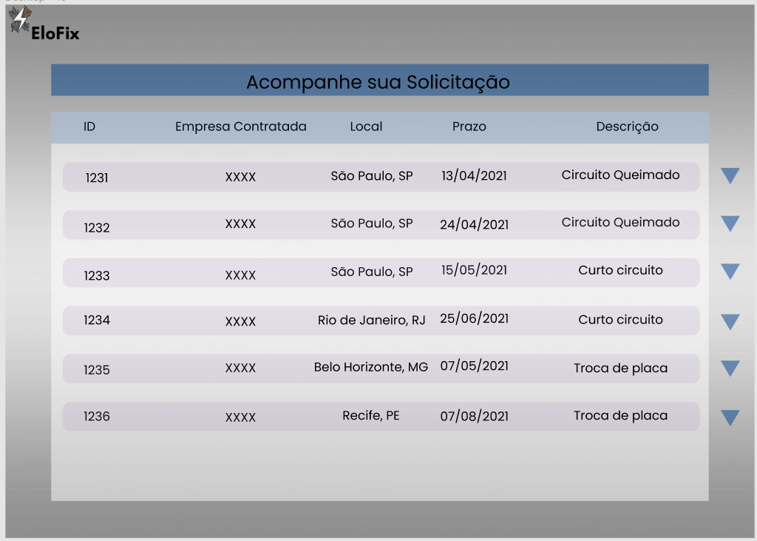 EloFix
Acompanhe sua Solicitação
ID Empresa Contratada Local Prazo Descrição
1231 XXXX São Paulo, SP 13/04/2021 Circuito Queimado
1232 XXXX São Paulo, SP 24/04/2021 Circuito Queimado
1233 XXXX São Paulo, SP 15/05/2021 Curto circuito
1234 XXXX Rio de Janeiro, RJ 25/06/2021 Curto circuito
1235 XXXX Belo Horizonte, MG 07/05/2021 Troca de placa
1236 XXXX Recife, PE 07/08/2021 Troca de placa